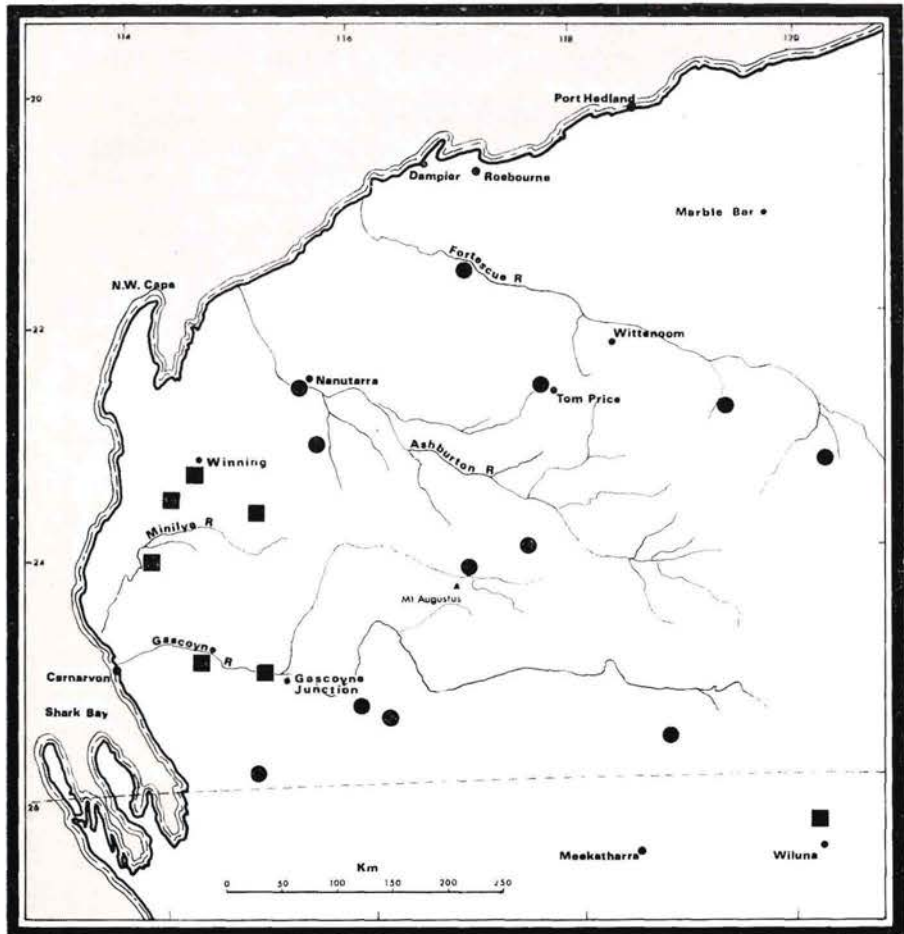 114 116 118 120
20
Port Hedland
Dampier Roebourne
Marble Bar
Fortescue R
N.W. Cape
22
Wittenoom
Nanutarra
Tom Price
Ashburton R
Winning
Minilya R
24
Mt Augustus
Gascoyne R
Carnarvon
Gascoyne
Junction
Shark Bay
26
Meekatharra
Wiluna
Km
0 50 100 150 200 250